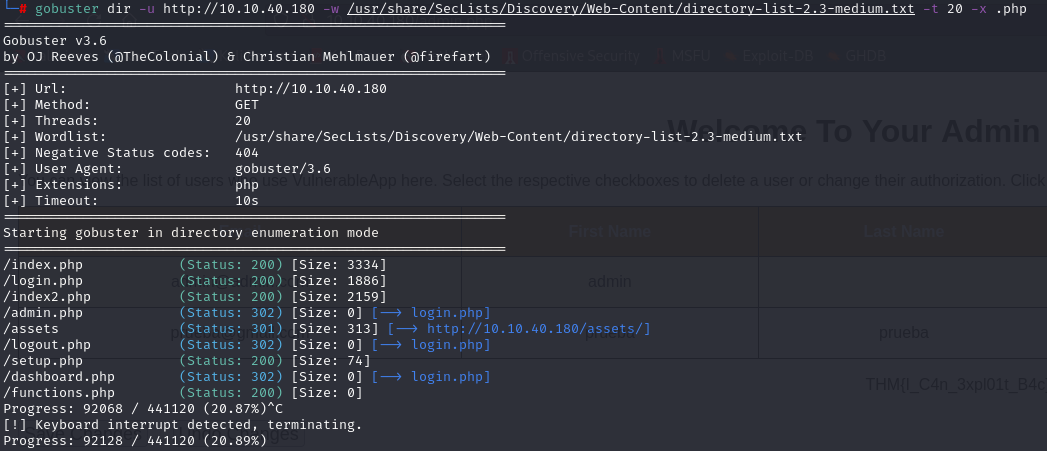 # gobuster dir -u http://10.10.40.180 -w /usr/share/SecLists/Discovery/Web-Content/directory-list-2.3-medium.txt -t 20 -x .php
Gobuster v3.6
by OJ Reeves (@TheColonial) & Christian Mehlmauer (@firefart)
Offensive Security MSFU Exploit-DB GHDB
[+] Url: http://10.10.40.180
[+] Method: GET
[+] Threads: 20
[+] Wordlist: /usr/share/SecLists/Discovery/Web-Content/directory-list-2.3-medium.txt
Welcome To Your Admin
[+] Negative Status codes: 404
[+] User Agent: gobuster/3.6
the list of users who use VulnerableApp here. Select the respective checkboxes to delete a user or change their authorization. Click
[+] Extensions: php
[+] Timeout: 10s
Starting gobuster in directory enumeration mode
First Name Last Name
/index.php (Status: 200) [Size: 3334]
/login.php (Status: 200) [Size: 1886]
admin
/index2.php (Status: 200) [Size: 2159]
/admin.php (Status: 302) [Size: 0] [--> login.php]
/assets (Status: 301) [Size: 313] [--> http://10.10.40.180/assets/]
prueba prueba
/logout.php (Status: 302) [Size: 0] [--> login.php]
/setup.php (Status: 200) [Size: 74]
/dashboard.php (Status: 302) [Size: 0] [--> login.php]
THM{I_C4n_3xpl01t_B4c
/functions.php (Status: 200) [Size: 0]
Progress: 92068 / 441120 (20.87%)^C
[!] Keyboard interrupt detected, terminating.
Progress: 92128 / 441120 (20.89%)